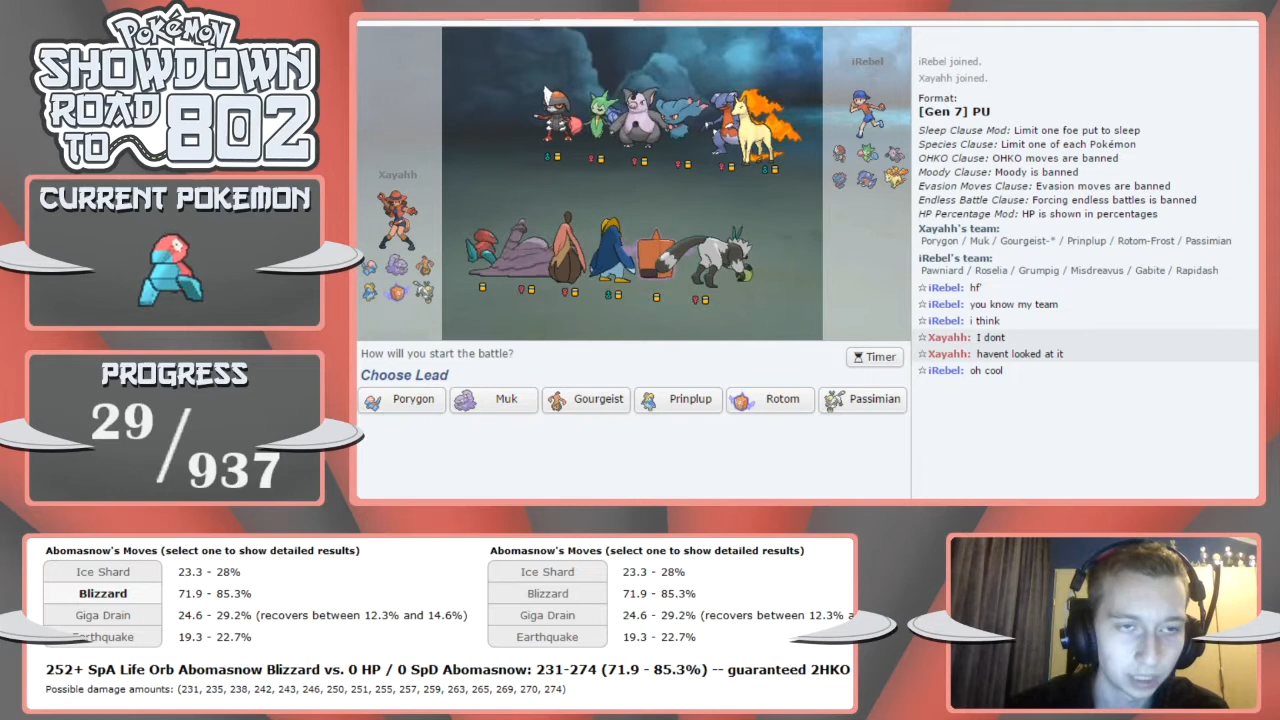 Pokémon
SHOWDOWN
ROAD
TO 802
CURRENT POKEMON
PROGRESS
29/937
Xayahh
iRebel
How will you start the battle?
Timer
Choose Lead
Porygon
Muk
Gourgeist
Prinplup
Rotom
Passimian
iRebel joined.
Xayahh joined.
Format:
[Gen 7] PU
Sleep Clause Mod: Limit one foe put to sleep
Species Clause: Limit one of each Pokémon
OHKO Clause: OHKO moves are banned
Moody Clause: Moody is banned
Evasion Moves Clause: Evasion moves are banned
Endless Battle Clause: Forcing endless battles is banned
HP Percentage Mod: HP is shown in percentages
Xayahh's team:
Porygon / Muk / Gourgeist-* / Prinplup / Rotom-Frost / Passimian
iRebel's team:
Pawniard / Roselia / Grumpig / Misdreavus / Gabite / Rapidash
☆iRebel: hf'
☆iRebel: you know my team
☆iRebel: i think
☆Xayahh: I dont
☆Xayahh: havent looked at it
☆iRebel: oh cool
Abomasnow's Moves (select one to show detailed results)
Ice Shard 23.3 - 28%
Blizzard 71.9 - 85.3%
Giga Drain 24.6 - 29.2% (recovers between 12.3% and 14.6%)
Earthquake 19.3 - 22.7%
Abomasnow's Moves (select one to show detailed results)
Ice Shard 23.3 - 28%
Blizzard 71.9 - 85.3%
Giga Drain 24.6 - 29.2% (recovers between 12.3% a
Earthquake 19.3 - 22.7%
252+ SpA Life Orb Abomasnow Blizzard vs. 0 HP / 0 SpD Abomasnow: 231-274 (71.9 - 85.3%) -- guaranteed 2HKO
Possible damage amounts: (231, 235, 238, 242, 243, 246, 250, 251, 255, 257, 259, 263, 265, 269, 270, 274)